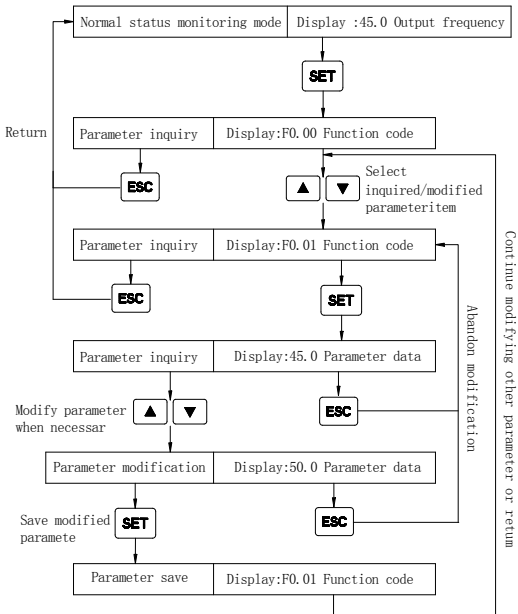 Normal status monitoring mode Display :45.0 Output frequency
SET
Return
Parameter inquiry Display:F0.00 Function code
ESC
▲ ▼
Select
inquired/modified
parameteritem
Parameter inquiry Display:F0.01 Function code
ESC
SET
Parameter inquiry Display:45.0 Parameter data
Modify parameter
when necessar
▲ ▼
ESC
Abandon modification
Continue modifying other parameter or retum
Parameter modification Display:50.0 Parameter data
Save modified
paramete
SET
ESC
Parameter save Display:F0.01 Function code